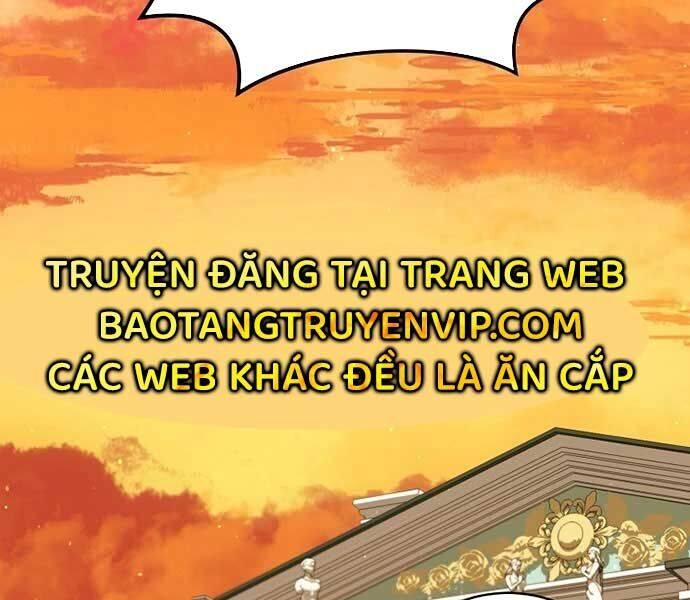 TRUYỆN ĐĂNG TẠI TRANG WEB
BAOTANGTRUYENVIP.COM
CÁC WEB KHÁC ĐỀU LÀ ĂN CẮP